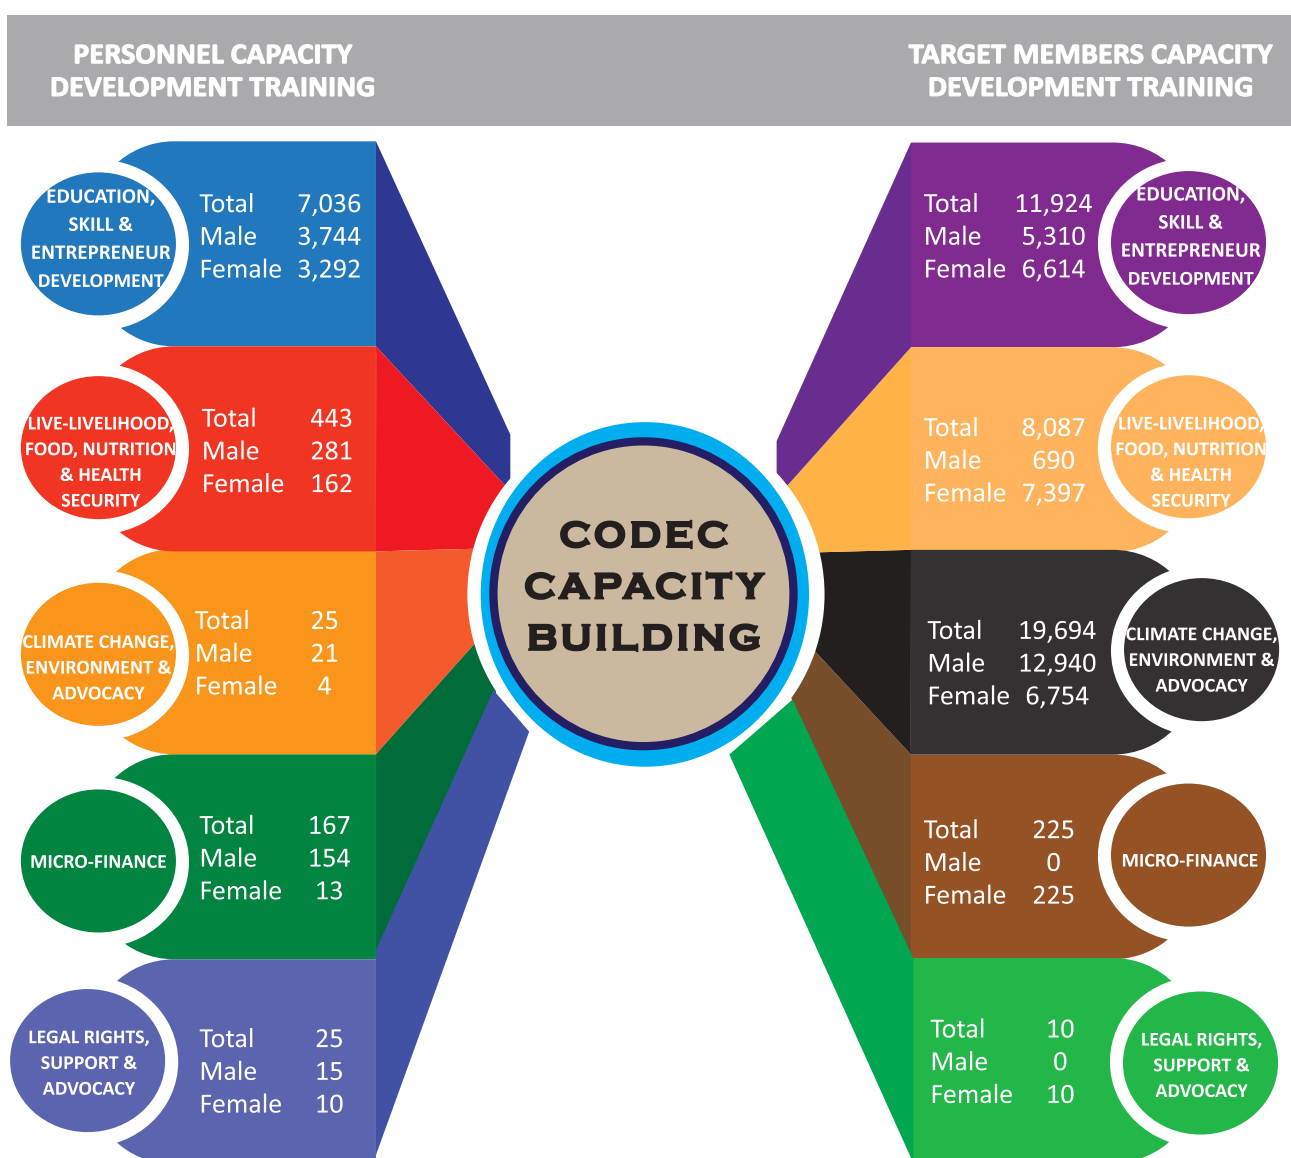 PERSONNEL CAPACITY
DEVELOPMENT TRAINING
TARGET MEMBERS CAPACITY
DEVELOPMENT TRAINING
EDUCATION,
SKILL &
ENTREPRENEUR
DEVELOPMENT
Total 7,036
Male 3,744
Female 3,292
LIVE-LIVELIHOOD,
FOOD, NUTRITION
& HEALTH
SECURITY
Total 443
Male 281
Female 162
CLIMATE CHANGE,
ENVIRONMENT &
ADVOCACY
Total 25
Male 21
Female 4
MICRO-FINANCE
Total 167
Male 154
Female 13
LEGAL RIGHTS,
SUPPORT &
ADVOCACY
Total 25
Male 15
Female 10
CODEC
CAPACITY
BUILDING
Total 11,924
Male 5,310
Female 6,614
EDUCATION,
SKILL &
ENTREPRENEUR
DEVELOPMENT
Total 8,087
Male 690
Female 7,397
LIVE-LIVELIHOOD,
FOOD, NUTRITION
& HEALTH
SECURITY
Total 19,694
Male 12,940
Female 6,754
CLIMATE CHANGE,
ENVIRONMENT &
ADVOCACY
Total 225
Male 0
Female 225
MICRO-FINANCE
Total 10
Male 0
Female 10
LEGAL RIGHTS,
SUPPORT &
ADVOCACY